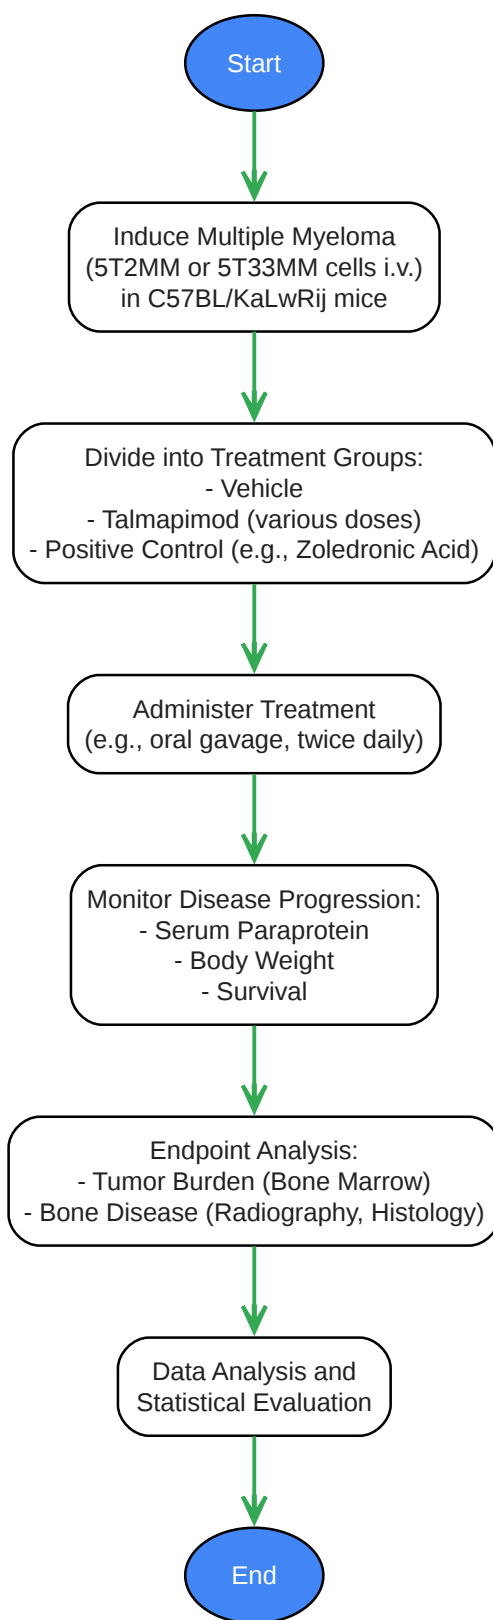 Start
Induce Multiple Myeloma
(5T2MM or 5T33MM cells i.v.)
in C57BL/KaLwRij mice
Divide into Treatment Groups:
- Vehicle
- Talmapimod (various doses)
- Positive Control (e.g., Zoledronic Acid)
Administer Treatment
(e.g., oral gavage, twice daily)
Monitor Disease Progression:
- Serum Paraprotein
- Body Weight
- Survival
Endpoint Analysis:
- Tumor Burden (Bone Marrow)
- Bone Disease (Radiography, Histology)
Data Analysis and
Statistical Evaluation
End